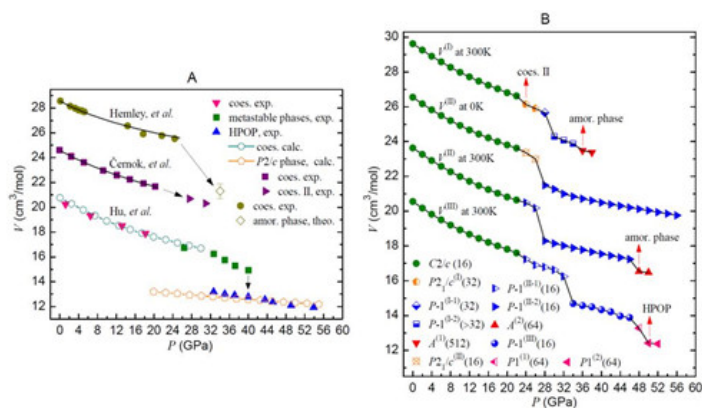 A
V (cm³/mol)
28
26
24
22
20
18
16
14
12
Hemley, et al.
Černok, et al.
Hu, et al.
coes. exp.
metastable phases, exp.
HPOP, exp.
coes. calc.
P2/c phase, calc.
coes. exp.
coes. II, exp.
coes. exp.
amor. phase, theo.
0 4 8 12 16 20 24 28 32 36 40 44 48 52 56 60
P (GPa)
B
V (cm³/mol)
30
28
26
24
22
20
18
16
14
12
V⁽ᴵ⁾ at 300K
coes. II
V⁽ᴵᴵ⁾ at 0K
amor. phase
V⁽ᴵᴵ⁾ at 300K
V⁽ᴵᴵᴵ⁾ at 300K
amor. phase
HPOP
C2/c (16)
P2₁/c⁽ᴵ⁾(32)
P-1⁽ᴵ⁻¹⁾(32)
P-1⁽ᴵ⁻²⁾(>32)
A⁽¹⁾(512)
P2₁/c⁽ᴵᴵ⁾(16)
P-1⁽ᴵᴵ⁻¹⁾(16)
P-1⁽ᴵᴵ⁻²⁾(16)
A⁽²⁾(64)
P-1⁽ᴵᴵᴵ⁾(16)
P1⁽¹⁾(64)
P1⁽²⁾(64)
0 4 8 12 16 20 24 28 32 36 40 44 48 52 56
P (GPa)